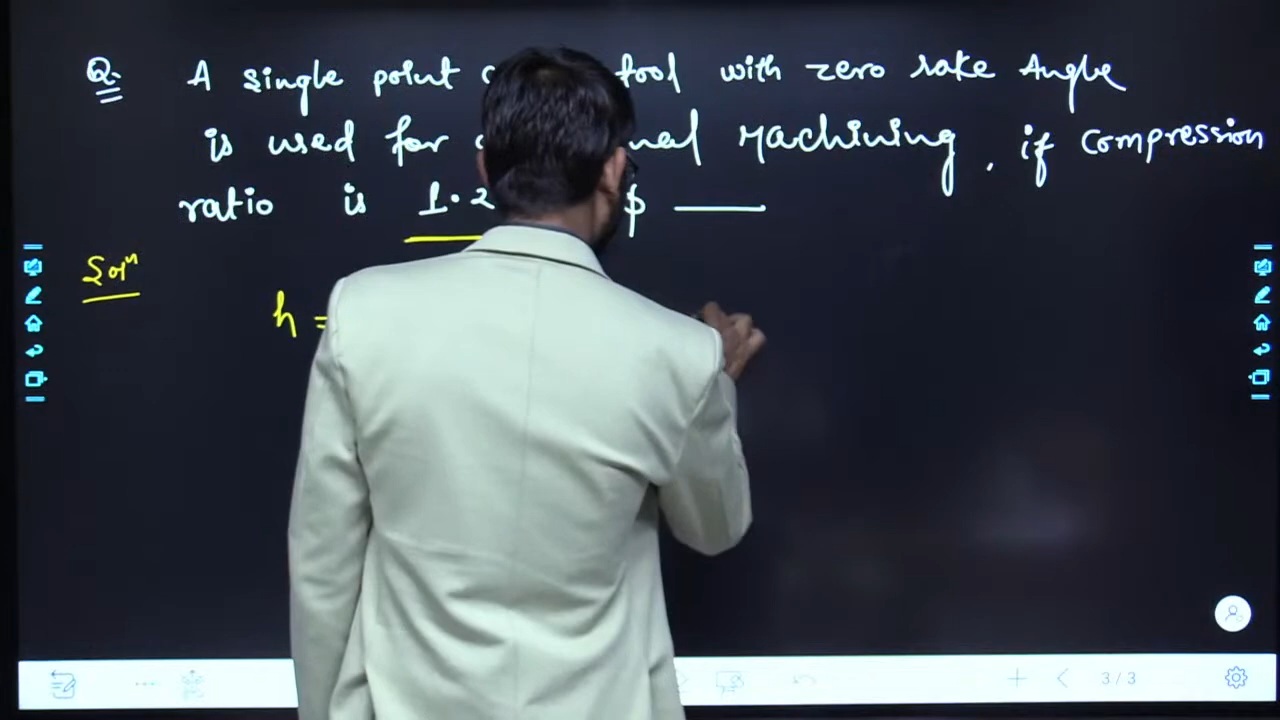 Q:- A single point tool with zero rake Angle
is used for Machining, if compression
ratio is 1.2 ϕ ____
Solⁿ
h =
3/3